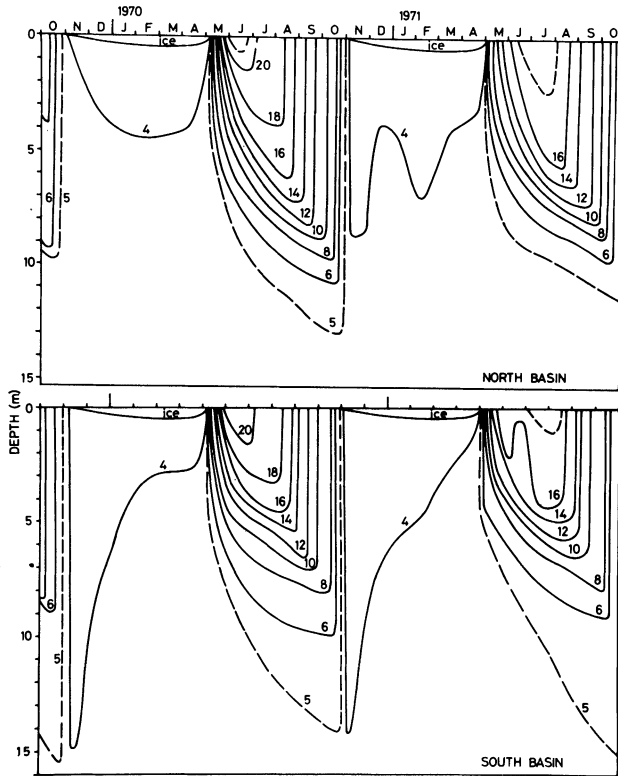 1970 1971
O N D J F M A M J J A S O N D J F M A M J J A S O
0 ice ice
20
18
4 4
16 16
14 14
12 12
6 5 10 10
8 8
6 6
5
5
10
15
NORTH BASIN
DEPTH (m)
0 ice ice
20
4 18
16
14 14
12 12
10 10
4
8 8
6 6 6
5 5 5
5
10
15
SOUTH BASIN